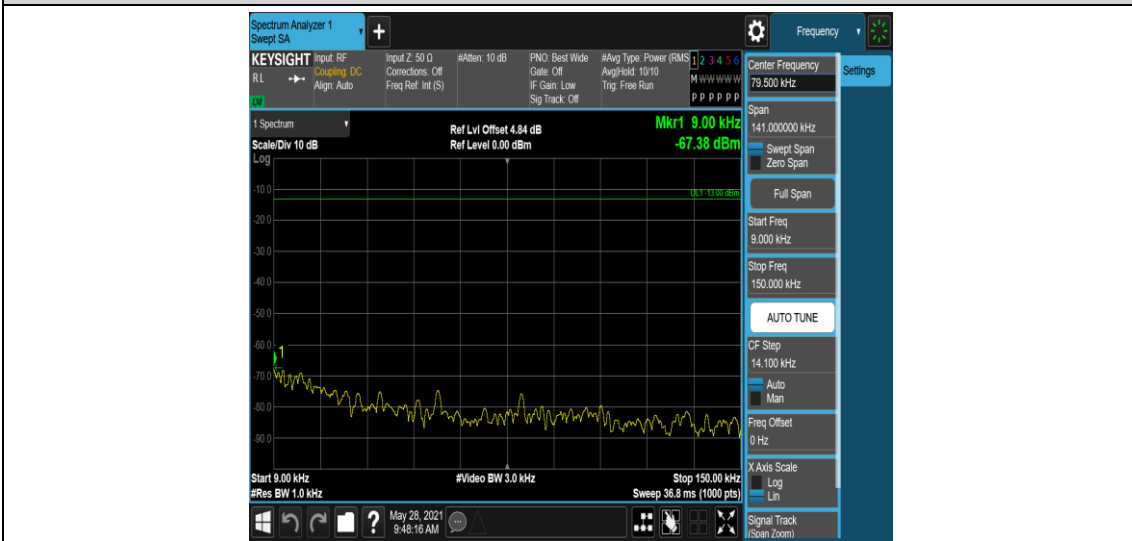 Spectrum Analyzer 1
Swept SA
Frequency
KEYSIGHT
RL
LXI
Input: RF
Coupling: DC
Align: Auto
Input Z: 50 Ω
Corrections: Off
Freq Ref: Int (S)
#Atten: 10 dB
PNO: Best Wide
Gate: Off
IF Gain: Low
Sig Track: Off
#Avg Type: Power (RMS
Avg|Hold: 10/10
Trig: Free Run
1 2 3 4 5 6
M W W W W W
P P P P P P
Center Frequency
79.500 kHz
Settings
Span
141.000000 kHz
Swept Span
Zero Span
Full Span
Start Freq
9.000 kHz
Stop Freq
150.000 kHz
AUTO TUNE
CF Step
14.100 kHz
Auto
Man
Freq Offset
0 Hz
X Axis Scale
Log
Lin
Signal Track
(Span Zoom)
1 Spectrum
Scale/Div 10 dB
Log
Ref Lvl Offset 4.84 dB
Ref Level 0.00 dBm
Mkr1 9.00 kHz
-67.38 dBm
DL1 -13.00 dBm
-10.0
-20.0
-30.0
-40.0
-50.0
-60.0
1
-70.0
-80.0
-90.0
Start 9.00 kHz
#Res BW 1.0 kHz
#Video BW 3.0 kHz
Stop 150.00 kHz
Sweep 36.8 ms (1000 pts)
?
May 28, 2021
9:48:16 AM